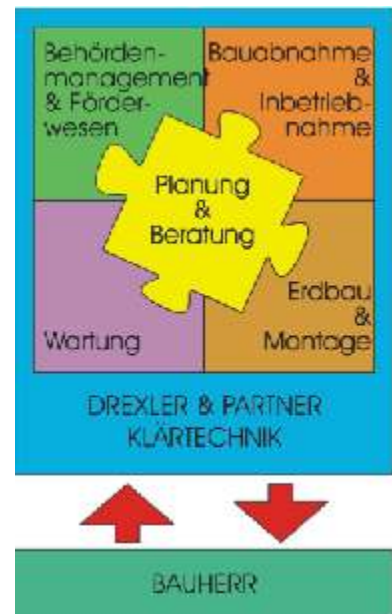 Behörden-
management
& Förder-
wesen
Bauabnahme
&
Inbetrieb-
nahme
Planung
&
Beratung
Wartung
Erdbau
&
Montage
DREXLER & PARTNER
KLÄRTECHNIK
BAUHERR